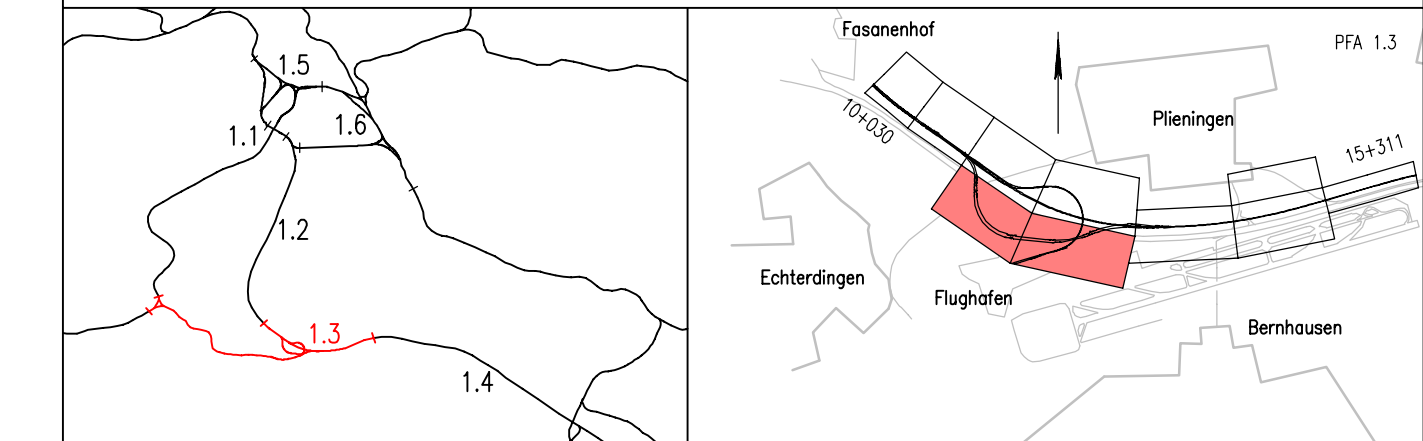 1.5
1.1
1.6
1.2
1.3
1.4
Fasanenhof
PFA 1.3
10+030
Plieningen
15+311
Echterdingen
Flughafen
Bernhausen